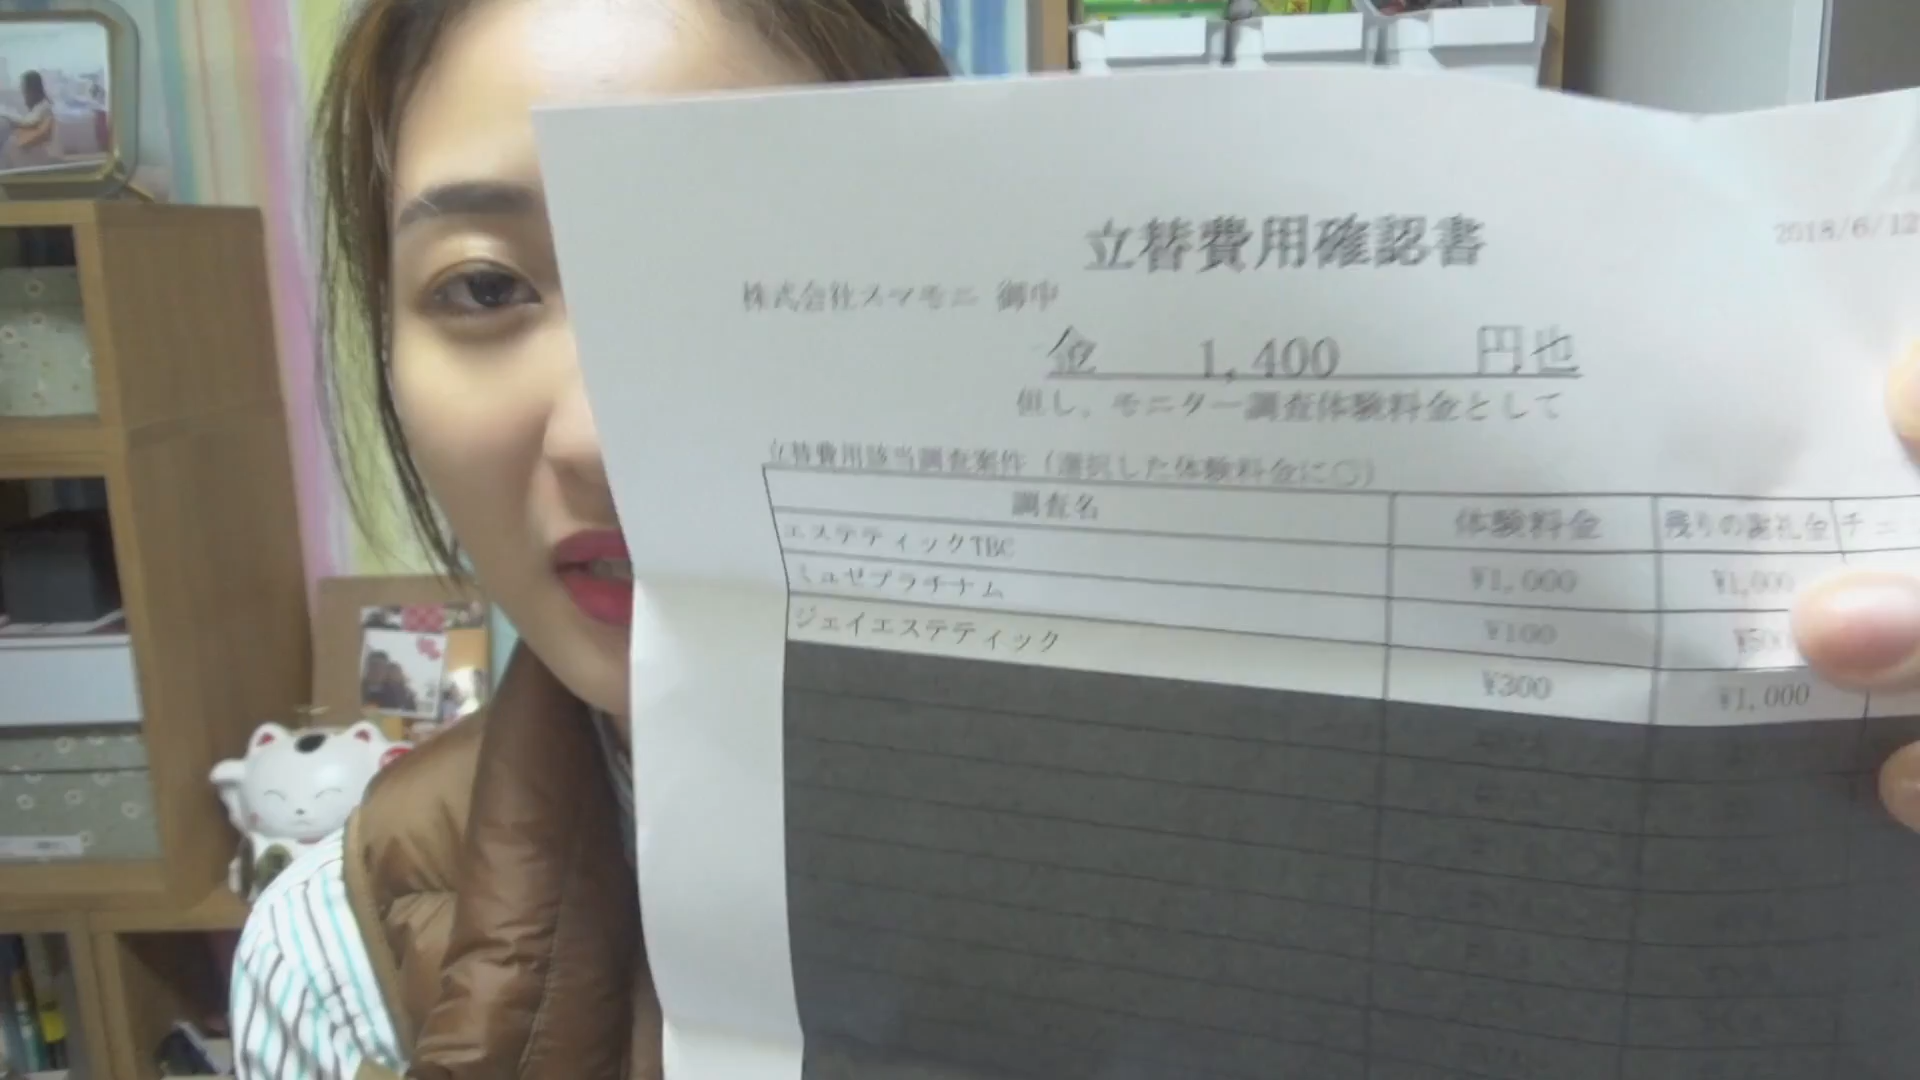 立替費用確認書
2018/6/12
株式会社スマモニ 御中
金 1,400 円也
但し、モニター調査体験料金として
立替費用該当調査案件（選択した体験料金に〇）
調査名 体験料金 残りの謝礼金 チェ
エステティックTBC ¥1,000 ¥1,000
ミュゼプラチナム ¥100 ¥500
ジェイエステティック ¥300 ¥1,000